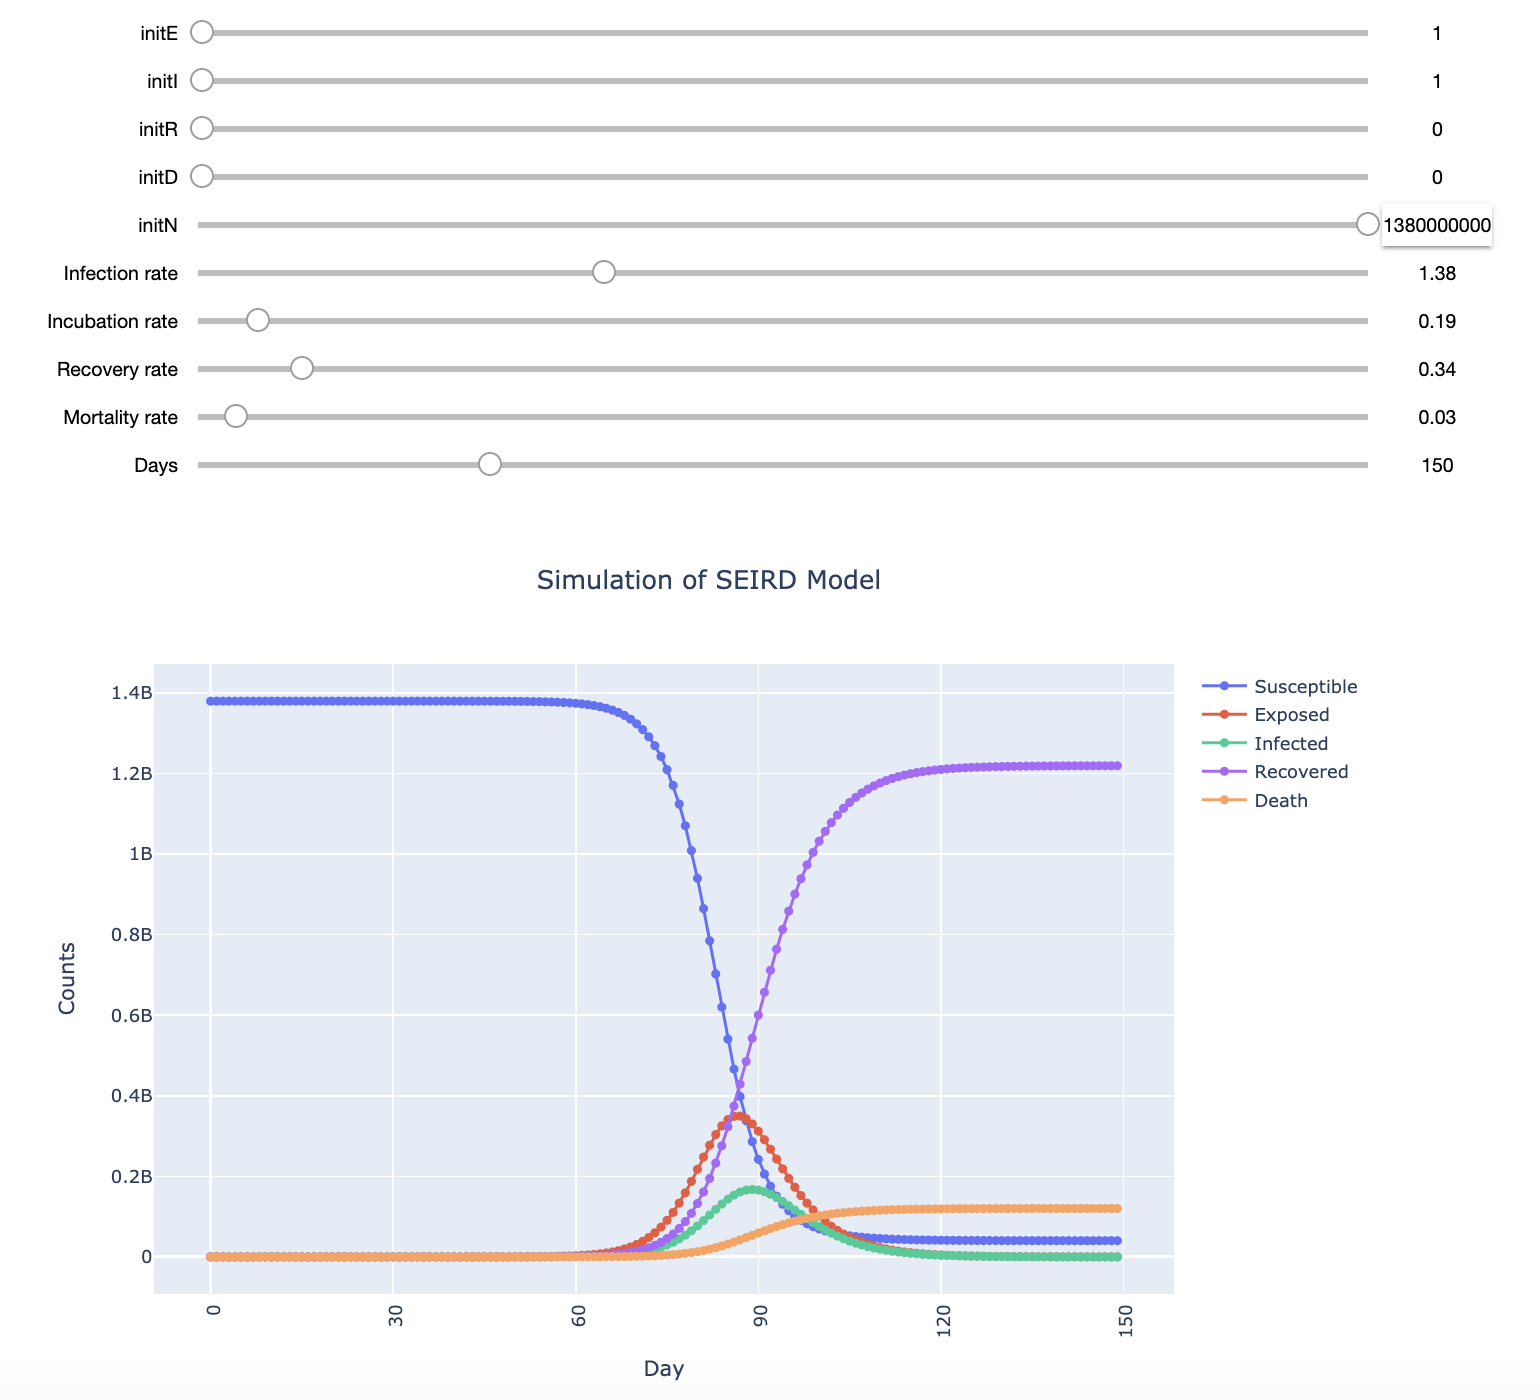 initE 1
initI 1
initR 0
initD 0
initN 1380000000
Infection rate 1.38
Incubation rate 0.19
Recovery rate 0.34
Mortality rate 0.03
Days 150
Simulation of SEIRD Model
1.4B
1.2B
1B
0.8B
0.6B
0.4B
0.2B
0
Counts
0 30 60 90 120 150
Day
Susceptible
Exposed
Infected
Recovered
Death